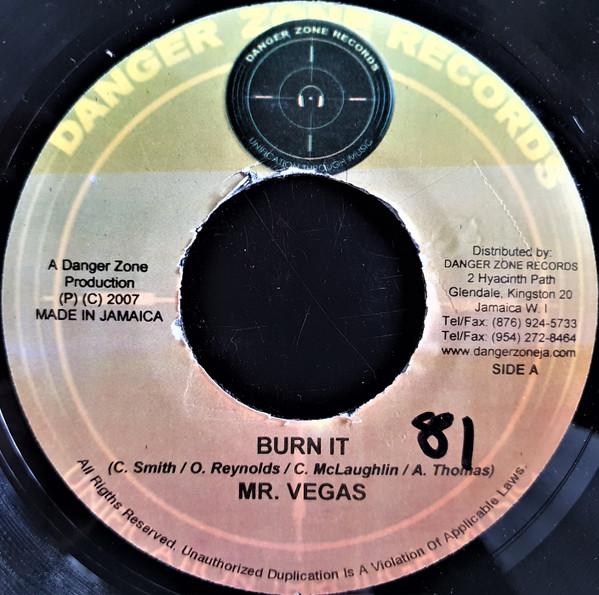 DANGER ZONE RECORDS
DANGER ZONE RECORDS
UNIFICATION THROUGH MUSIC
A Danger Zone
Production
(P) (C) 2007
MADE IN JAMAICA
Distributed by:
DANGER ZONE RECORDS
2 Hyacinth Path
Glendale, Kingston 20
Jamaica W. I
Tel/Fax: (876) 924-5733
Tel/Fax: (954) 272-8464
www.dangerzoneja.com
SIDE A
81
BURN IT
(C. Smith / O. Reynolds / C. McLaughlin / A. Thomas)
MR. VEGAS
All Rigths Reserved. Unauthorized Duplication Is A Violation Of Applicable Laws.